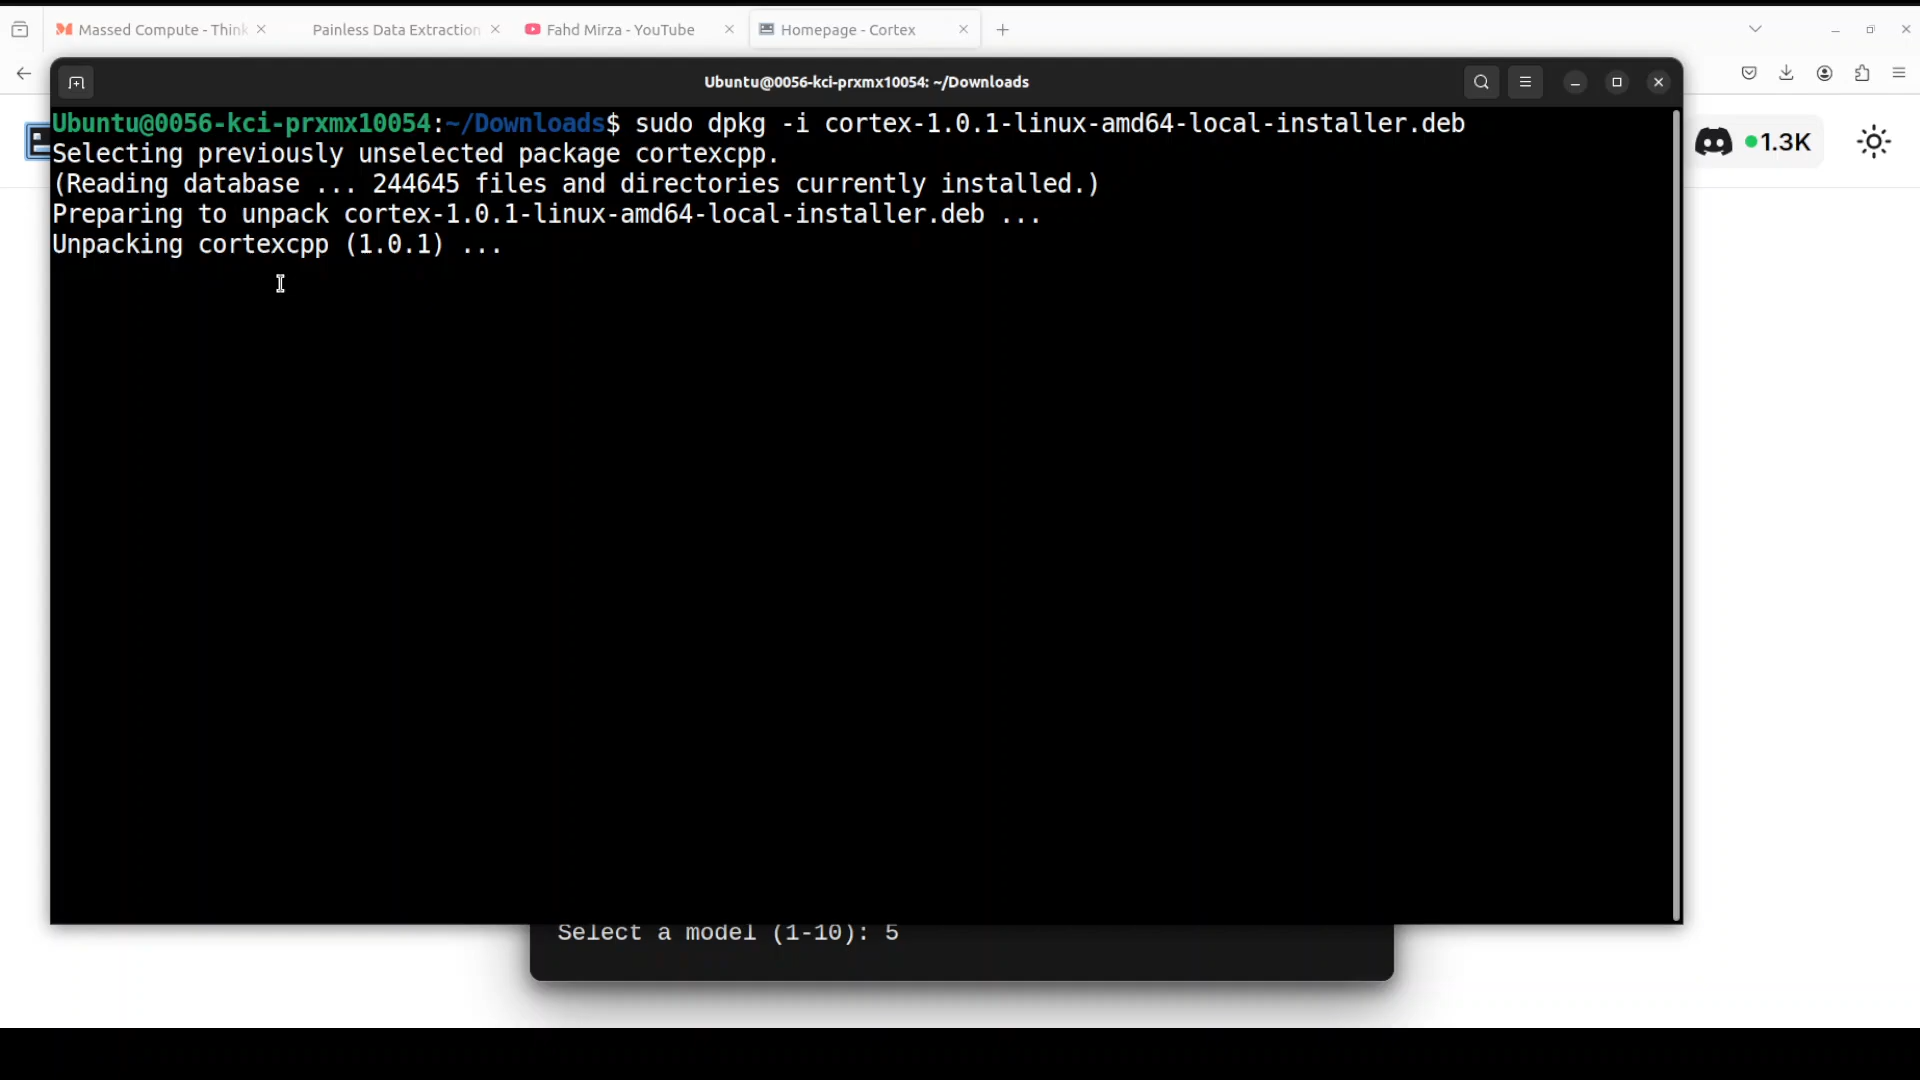 Massed Compute - Think
Painless Data Extraction
Fahd Mirza - YouTube
Homepage - Cortex
Ubuntu@0056-kci-prxmx10054: ~/Downloads
1.3K
Ubuntu@0056-kci-prxmx10054:~/Downloads$ sudo dpkg -i cortex-1.0.1-linux-amd64-local-installer.deb
Selecting previously unselected package cortexcpp.
(Reading database ... 244645 files and directories currently installed.)
Preparing to unpack cortex-1.0.1-linux-amd64-local-installer.deb ...
Unpacking cortexcpp (1.0.1) ...
Select a model (1-10): 5